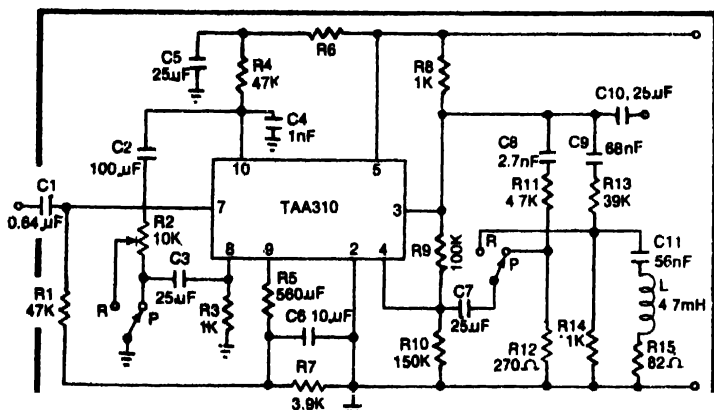 C5
25µF
R4
47K
R6
R8
1K
C10, 25µF
C4
1nF
C2
100µF
C8
2.7nF
C9
68nF
10
5
C1
0.64µF
R11
4.7K
R13
39K
7
TAA310
3
R2
10K
R9
100K
C11
56nF
R
P
8
9
2
4
C3
25µF
R
P
L
4.7mH
R5
560µF
C7
25µF
R1
47K
R3
1K
C6 10µF
R10
150K
R12
270Ω
R14
.1K
R15
82Ω
R7
3.9K